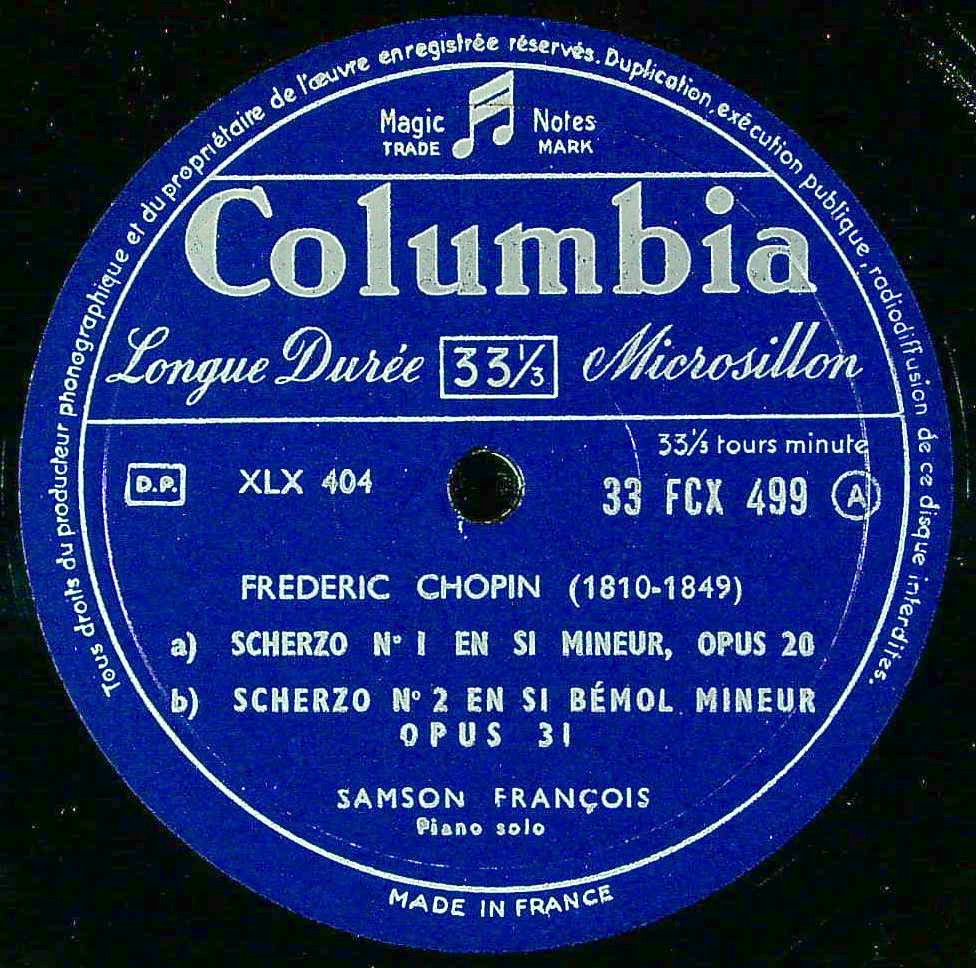 Tous droits du producteur phonographique et du propriétaire de l'œuvre enregistrée réservés. Duplication, exécution publique, radiodiffusion de ce disque interdites.
Magic Notes
TRADE MARK
Columbia
Longue Durée 33⅓ Microsillon
33⅓ tours minute
D.P. XLX 404 33 FCX 499 A
FREDERIC CHOPIN (1810-1849)
a) SCHERZO N° 1 EN SI MINEUR, OPUS 20
b) SCHERZO N° 2 EN SI BÉMOL MINEUR
OPUS 31
SAMSON FRANÇOIS
Piano solo
MADE IN FRANCE